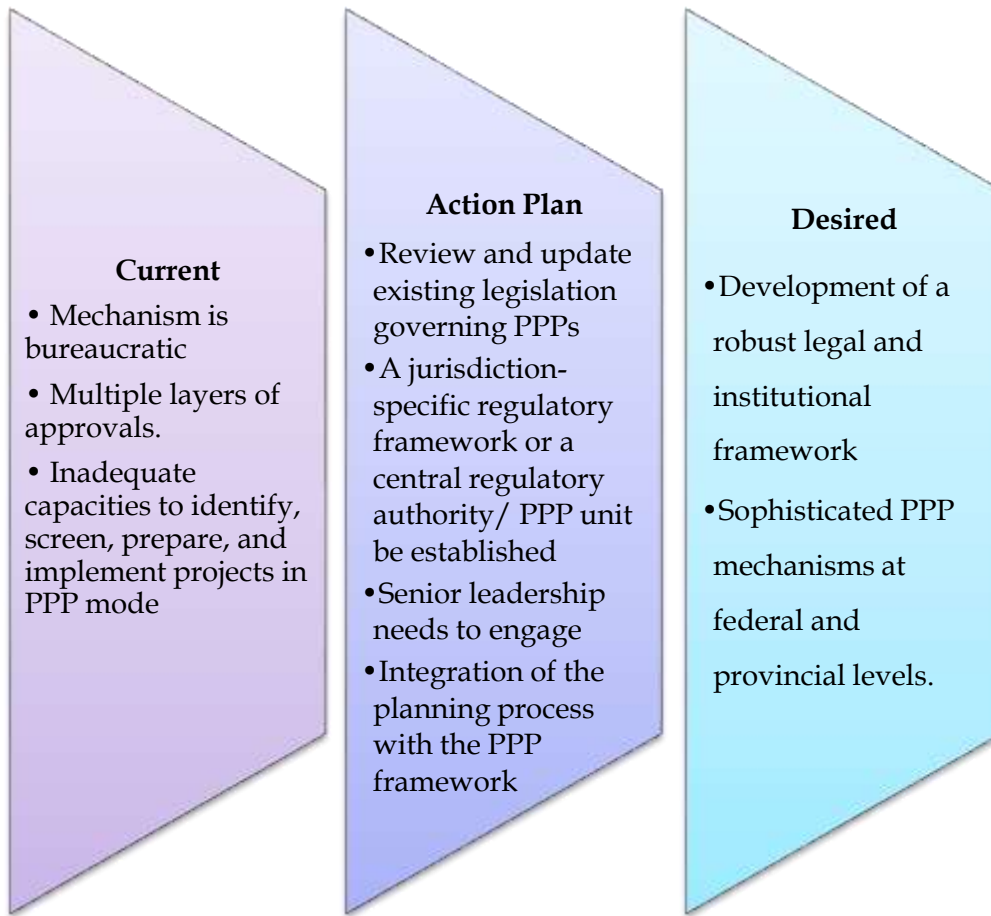 Current
• Mechanism is
bureaucratic
• Multiple layers of
approvals.
• Inadequate
capacities to identify,
screen, prepare, and
implement projects in
PPP mode
Action Plan
•Review and update
existing legislation
governing PPPs
•A jurisdiction-
specific regulatory
framework or a
central regulatory
authority/ PPP unit
be established
•Senior leadership
needs to engage
•Integration of the
planning process
with the PPP
framework
Desired
•Development of a
robust legal and
institutional
framework
•Sophisticated PPP
mechanisms at
federal and
provincial levels.